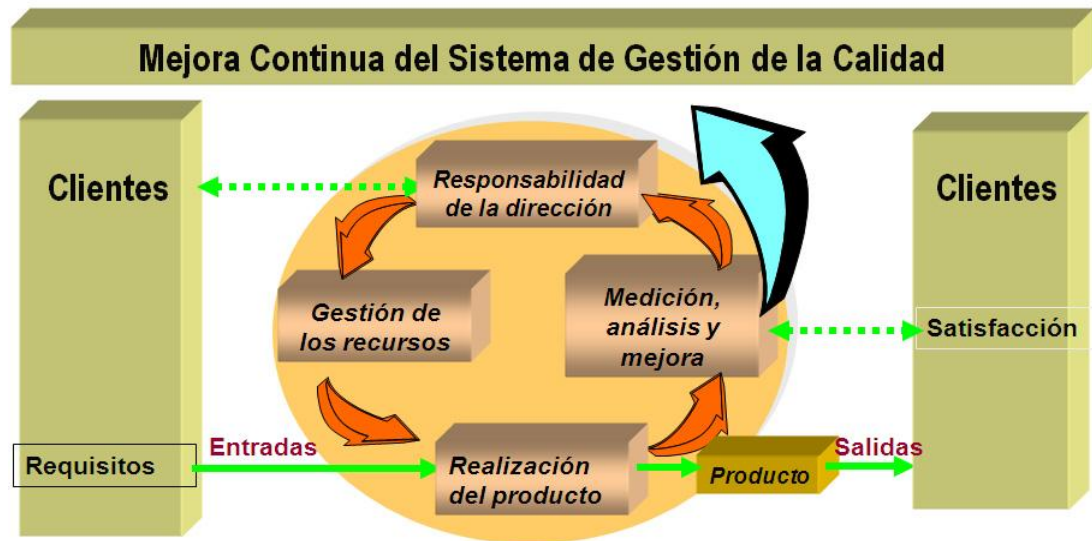 Mejora Continua del Sistema de Gestión de la Calidad
Clientes
Responsabilidad
de la dirección
Clientes
Gestión de
los recursos
Medición,
análisis y
mejora
Satisfacción
Requisitos
Entradas
Realización
del producto
Producto
Salidas